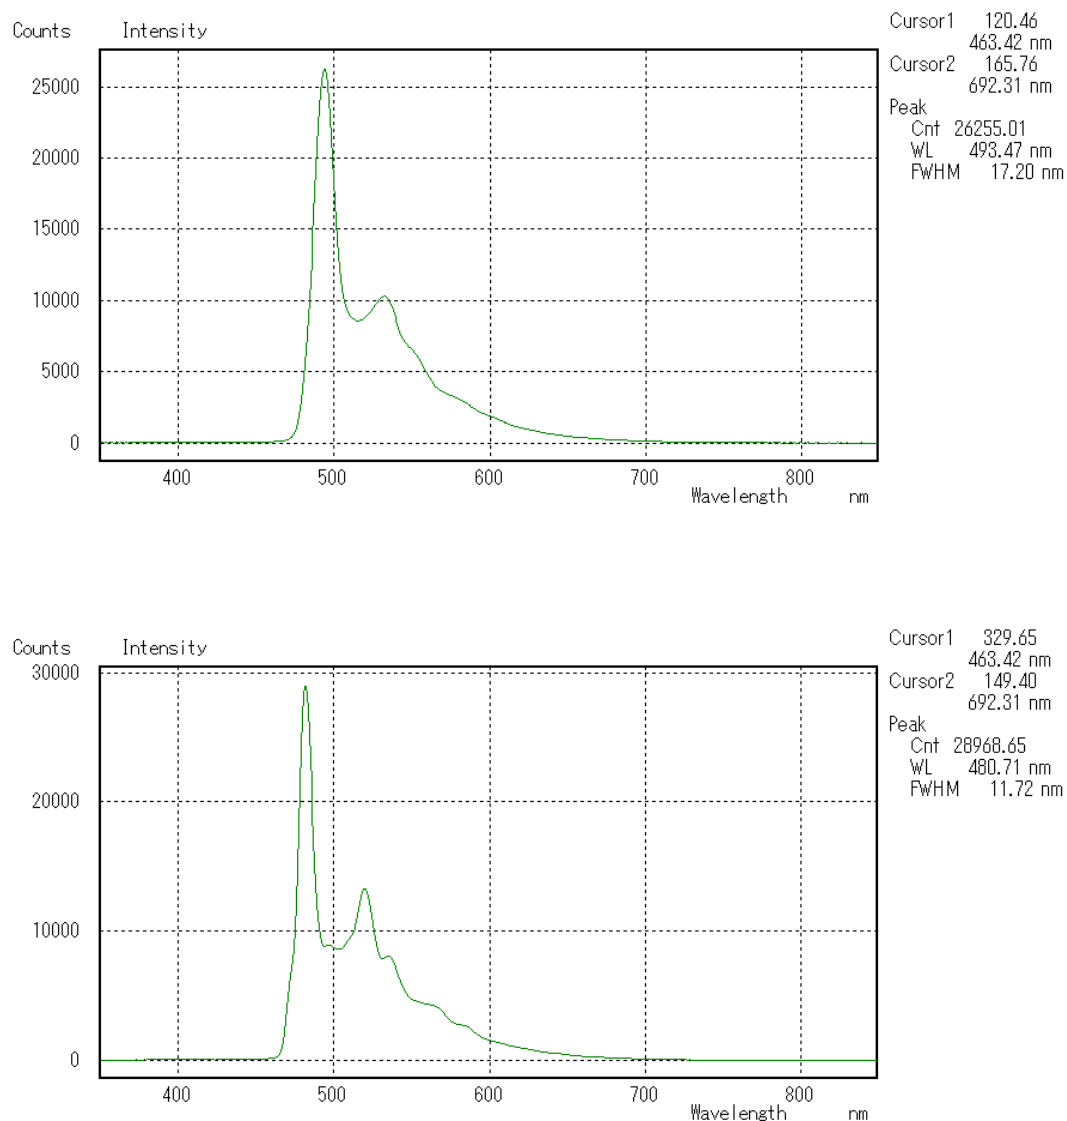 Counts Intensity
25000
20000
15000
10000
5000
0
400 500 600 700 800
Wavelength nm
Cursor1 120.46
463.42 nm
Cursor2 165.76
692.31 nm
Peak
Cnt 26255.01
WL 493.47 nm
FWHM 17.20 nm
Counts Intensity
30000
20000
10000
0
400 500 600 700 800
Wavelength nm
Cursor1 329.65
463.42 nm
Cursor2 149.40
692.31 nm
Peak
Cnt 28968.65
WL 480.71 nm
FWHM 11.72 nm